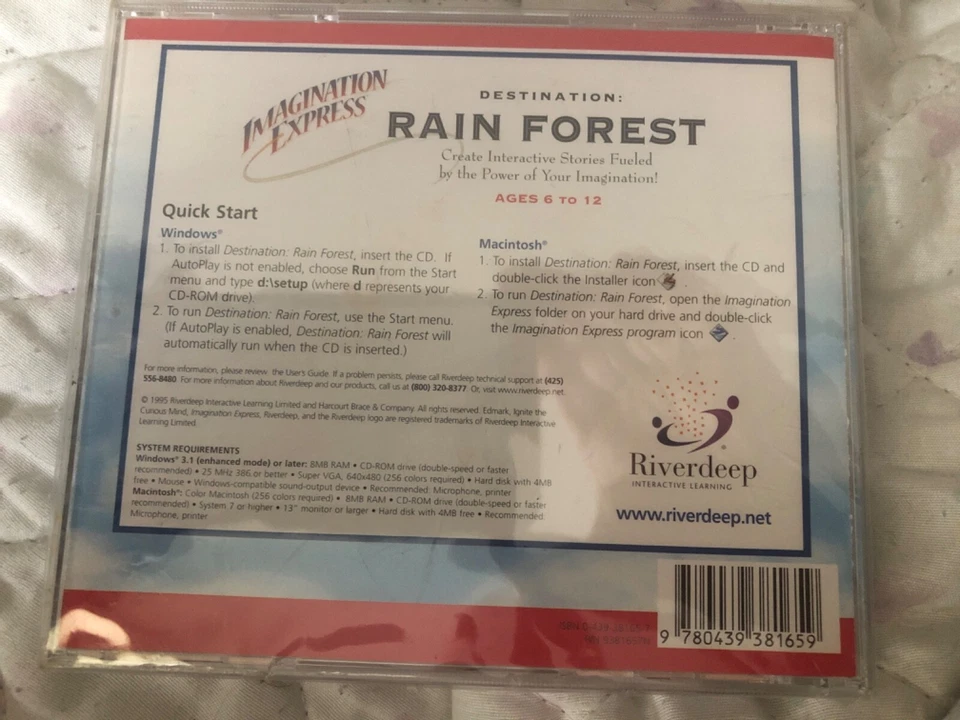 IMAGINATION
EXPRESS
DESTINATION:
RAIN FOREST
Create Interactive Stories Fueled
by the Power of Your Imagination!
AGES 6 TO 12
Quick Start
Windows®
1. To install Destination: Rain Forest, insert the CD. If
AutoPlay is not enabled, choose Run from the Start
menu and type d:\setup (where d represents your
CD-ROM drive).
2. To run Destination: Rain Forest, use the Start menu.
(If AutoPlay is enabled, Destination: Rain Forest will
automatically run when the CD is inserted.)
Macintosh®
1. To install Destination: Rain Forest, insert the CD and
double-click the Installer icon .
2. To run Destination: Rain Forest, open the Imagination
Express folder on your hard drive and double-click
the Imagination Express program icon .
For more information, please review the User's Guide. If a problem persists, please call Riverdeep technical support at (425)
556-8480. For more information about Riverdeep and our products, call us at (800) 320-8377. Or, visit www.riverdeep.net.
© 1995 Riverdeep Interactive Learning Limited and Harcourt Brace & Company. All rights reserved. Edmark, Ignite the
Curious Mind, Imagination Express, Riverdeep, and the Riverdeep logo are registered trademarks of Riverdeep Interactive
Learning Limited.
SYSTEM REQUIREMENTS
Windows® 3.1 (enhanced mode) or later: 8MB RAM • CD-ROM drive (double-speed or faster
recommended) • 25 MHz 386 or better • Super VGA, 640x480 (256 colors required) • Hard disk with 4MB
free • Mouse • Windows-compatible sound-output device • Recommended: Microphone, printer
Macintosh®: Color Macintosh (256 colors required) • 8MB RAM • CD-ROM drive (double-speed or faster
recommended) • System 7 or higher • 13" monitor or larger • Hard disk with 4MB free • Recommended:
Microphone, printer
Riverdeep
INTERACTIVE LEARNING
www.riverdeep.net
ISBN 0-439-38165-7
9 780439 381659